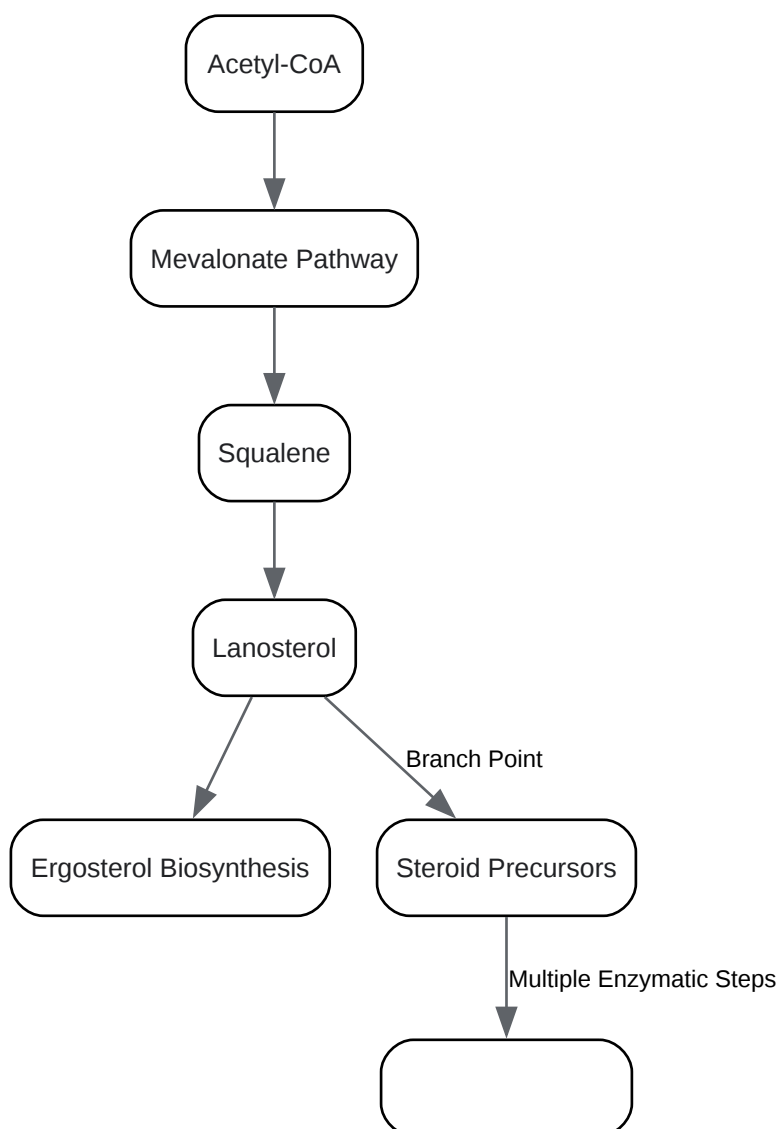 Acetyl-CoA
Mevalonate Pathway
Squalene
Lanosterol
Branch Point
Ergosterol Biosynthesis
Steroid Precursors
Multiple Enzymatic Steps